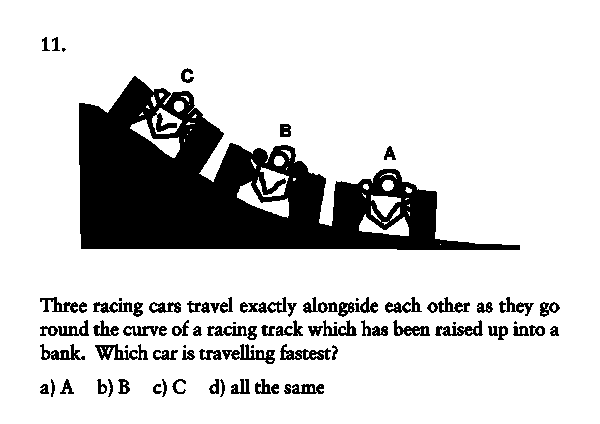 11.
C
B
A
Three racing cars travel exactly alongside each other as they go
round the curve of a racing track which has been raised up into a
bank. Which car is travelling fastest?
a) A b) B c) C d) all the same